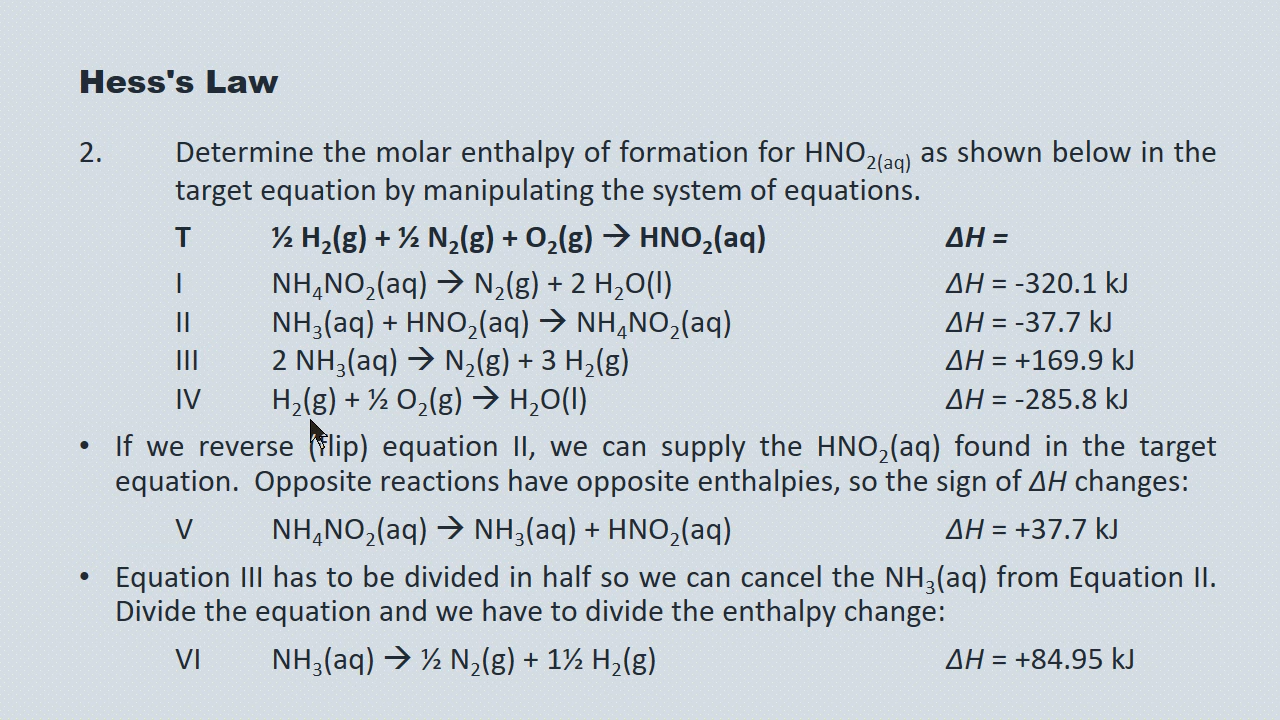 Hess's Law
2. Determine the molar enthalpy of formation for HNO₂₍aq₎ as shown below in the
target equation by manipulating the system of equations.
T ½ H₂(g) + ½ N₂(g) + O₂(g) → HNO₂(aq) ΔH =
I NH₄NO₂(aq) → N₂(g) + 2 H₂O(l) ΔH = -320.1 kJ
II NH₃(aq) + HNO₂(aq) → NH₄NO₂(aq) ΔH = -37.7 kJ
III 2 NH₃(aq) → N₂(g) + 3 H₂(g) ΔH = +169.9 kJ
IV H₂(g) + ½ O₂(g) → H₂O(l) ΔH = -285.8 kJ
• If we reverse (flip) equation II, we can supply the HNO₂(aq) found in the target
equation. Opposite reactions have opposite enthalpies, so the sign of ΔH changes:
V NH₄NO₂(aq) → NH₃(aq) + HNO₂(aq) ΔH = +37.7 kJ
• Equation III has to be divided in half so we can cancel the NH₃(aq) from Equation II.
Divide the equation and we have to divide the enthalpy change:
VI NH₃(aq) → ½ N₂(g) + 1½ H₂(g) ΔH = +84.95 kJ